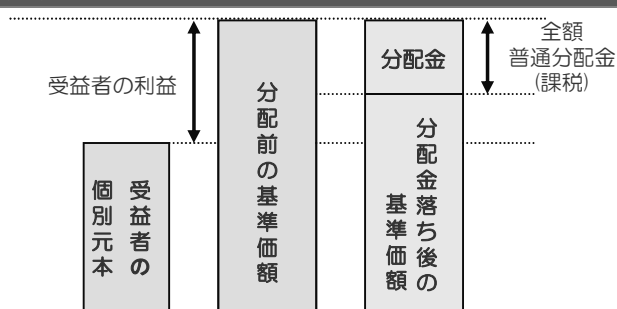 全額
普通分配金
(課税)
分配金
受益者の利益
分配前の基準価額
受益者の
個別元本
分配金落ち後の
基準価額